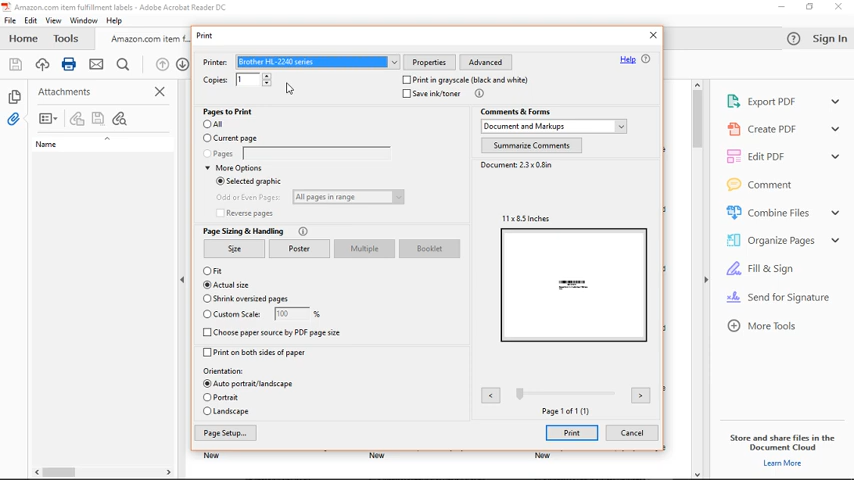 Amazon.com item fulfillment labels - Adobe Acrobat Reader DC
File Edit View Window Help
Home Tools Amazon.com item f... Sign In
Print
Printer: Brother HL-2240 series Properties Advanced Help
Copies: 1 Print in grayscale (black and white)
Save ink/toner
Attachments
Name
Pages to Print
All
Current page
Pages
More Options
Selected graphic
Odd or Even Pages: All pages in range
Reverse pages
Page Sizing & Handling
Size Poster Multiple Booklet
Fit
Actual size
Shrink oversized pages
Custom Scale: 100 %
Choose paper source by PDF page size
Print on both sides of paper
Orientation:
Auto portrait/landscape
Portrait
Landscape
Comments & Forms
Document and Markups
Summarize Comments
Document: 2.3 x 0.8in
11 x 8.5 Inches
< >
Page 1 of 1 (1)
Page Setup... Print Cancel
New New New
Export PDF
Create PDF
Edit PDF
Comment
Combine Files
Organize Pages
Fill & Sign
Send for Signature
More Tools
Store and share files in the
Document Cloud
Learn More